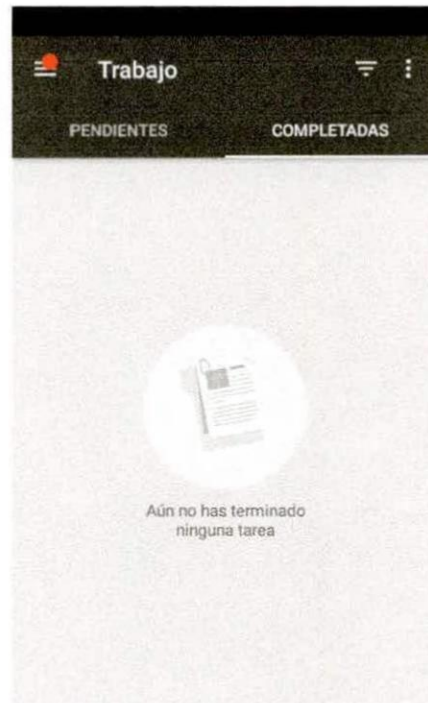 Trabajo
PENDIENTES
COMPLETADAS
Aún no has terminado
ninguna tarea